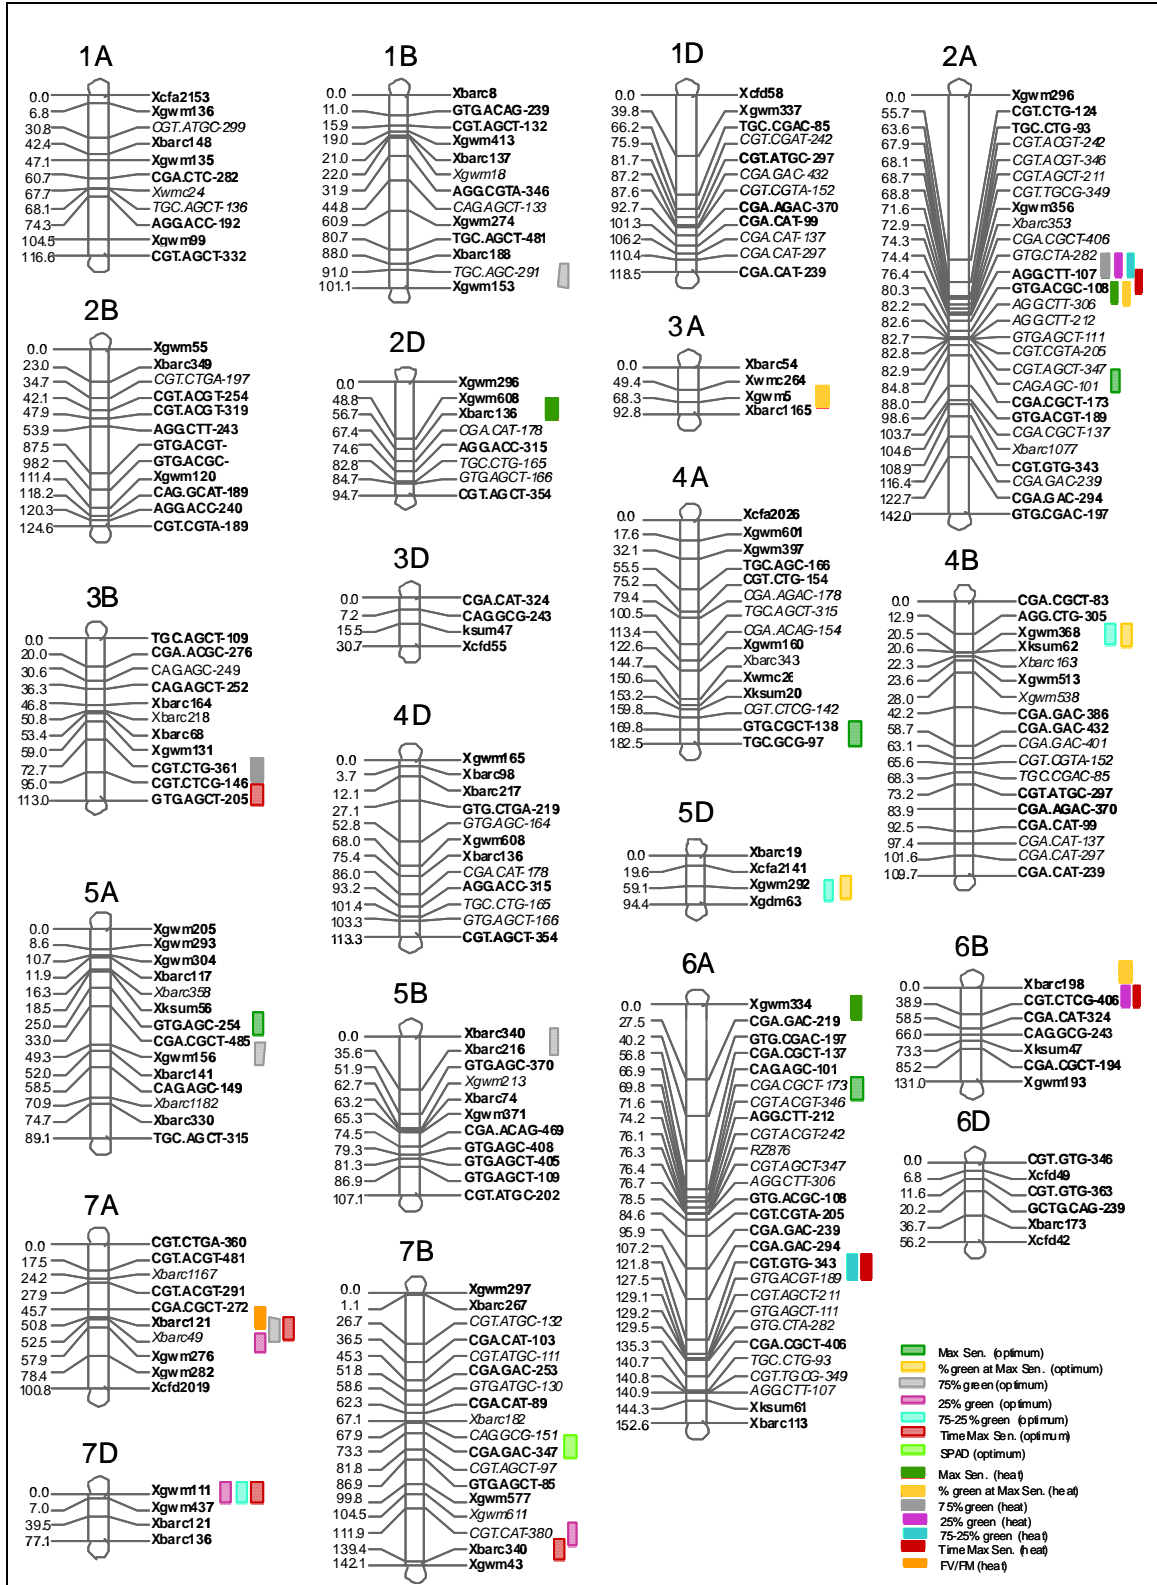 1A
0.0 Xcfa2153
6.8 Xgwm136
30.8 CGT.ATGC-299
42.4 Xbarc148
47.1 Xgwm135
60.7 CGA.CTC-282
67.7 Xwmc24
68.1 TGC.AGCT-136
74.3 AGG.ACC-192
104.5 Xgwm99
116.6 CGT.AGCT-332
1B
0.0 Xbarc8
11.0 GTG.ACAG-239
15.9 CGT.AGCT-132
19.0 Xgwm413
21.0 Xbarc137
22.0 Xgwm18
31.9 AGG.CGTA-346
44.8 CAG.AGCT-133
60.9 Xgwm274
80.7 TGC.AGCT-481
88.0 Xbarc188
91.0 TGC.AGC-291
101.1 Xgwm153
1D
0.0 Xcfd58
39.8 Xgwm337
66.2 TGC.CGAC-85
75.9 CGT.CGAT-242
81.7 CGT.ATGC-297
87.2 CGA.GAC-432
87.6 CGT.CGTA-152
92.7 CGA.AGAC-370
101.3 CGA.CAT-99
106.2 CGA.CAT-137
110.4 CGA.CAT-297
118.5 CGA.CAT-239
2A
0.0 Xgwm296
55.7 CGT.CTG-124
63.6 TGC.CTG-93
67.9 CGT.ACGT-242
68.1 CGT.ACGT-346
68.7 CGT.AGCT-211
68.8 CGT.TGCG-349
71.6 Xgwm356
72.9 Xbarc353
74.3 CGA.CGCT-406
74.4 GTG.CTA-282
76.4 AGG.CTT-107
80.3 GTG.ACGC-108
82.2 AGG.CTT-306
82.6 AGG.CTT-212
82.7 GTG.AGCT-111
82.8 CGT.CGTA-205
82.9 CGT.AGCT-347
84.8 CAG.AGC-101
88.0 CGA.CGCT-173
98.6 GTG.ACGT-189
103.7 CGA.CGCT-137
104.6 Xbarc1077
108.9 CGT.GTG-343
116.4 CGA.GAC-239
122.7 CGA.GAC-294
142.0 GTG.CGAC-197
2B
0.0 Xgwm55
23.0 Xbarc349
34.7 CGT.CTGA-197
42.1 CGT.ACGT-254
47.9 CGT.ACGT-319
53.9 AGG.CTT-243
87.5 GTG.ACGT-
98.2 GTG.ACGC-
111.4 Xgwm120
118.2 CAG.GCAT-189
120.3 AGG.ACC-240
124.6 CGT.CGTA-189
2D
0.0 Xgwm296
48.8 Xgwm608
56.7 Xbarc136
67.4 CGA.CAT-178
74.6 AGG.ACC-315
82.8 TGC.CTG-165
84.7 GTG.AGCT-166
94.7 CGT.AGCT-354
3A
0.0 Xbarc54
49.4 Xwmc264
68.3 Xgwm5
92.8 Xbarc1165
3B
0.0 TGC.AGCT-109
20.0 CGA.ACGC-276
30.6 CAG.AGC-249
36.3 CAG.AGCT-252
46.8 Xbarc164
50.8 Xbarc218
53.4 Xbarc68
59.0 Xgwm131
72.7 CGT.CTG-361
95.0 CGT.CTCG-146
113.0 GTG.AGCT-205
3D
0.0 CGA.CAT-324
7.2 CAG.GCG-243
15.5 ksum47
30.7 Xcfd55
4A
0.0 Xcfa2026
17.6 Xgwm601
32.1 Xgwm397
55.5 TGC.AGC-166
75.2 CGT.CTG-154
79.4 CGA.AGAC-178
100.5 TGC.AGCT-315
113.4 CGA.ACAG-154
122.6 Xgwm160
144.7 Xbarc343
150.6 Xwmc26
153.2 Xksum20
159.8 CGT.CTCG-142
169.8 GTG.CGCT-138
182.5 TGC.GCG-97
4B
0.0 CGA.CGCT-83
12.9 AGG.CTG-305
20.5 Xgwm368
20.6 Xksum62
22.3 Xbarc163
23.6 Xgwm513
28.0 Xgwm538
42.2 CGA.GAC-386
58.7 CGA.GAC-432
63.1 CGA.GAC-401
65.6 CGT.CGTA-152
68.3 TGC.CGAC-85
73.2 CGT.ATGC-297
83.9 CGA.AGAC-370
92.5 CGA.CAT-99
97.4 CGA.CAT-137
101.6 CGA.CAT-297
109.7 CGA.CAT-239
4D
0.0 Xgwm165
3.7 Xbarc98
12.1 Xbarc217
27.1 GTG.CTGA-219
52.8 GTG.AGC-164
68.0 Xgwm608
75.4 Xbarc136
86.0 CGA.CAT-178
93.2 AGG.ACC-315
101.4 TGC.CTG-165
103.3 GTG.AGCT-166
113.3 CGT.AGCT-354
5D
0.0 Xbarc19
19.6 Xcfa2141
59.1 Xgwm292
94.4 Xgdm63
5A
0.0 Xgwm205
8.6 Xgwm293
10.7 Xgwm304
11.9 Xbarc117
16.3 Xbarc358
18.5 Xksum56
25.0 GTG.AGC-254
33.0 CGA.CGCT-485
49.3 Xgwm156
52.0 Xbarc141
58.5 CAG.AGC-149
70.9 Xbarc1182
74.7 Xbarc330
89.1 TGC.AGCT-315
5B
0.0 Xbarc340
35.6 Xbarc216
51.9 GTG.AGC-370
62.7 Xgwm213
63.2 Xbarc74
65.3 Xgwm371
74.5 CGA.ACAG-469
79.3 GTG.AGC-408
81.3 GTG.AGCT-405
86.9 GTG.AGCT-109
107.1 CGT.ATGC-202
6A
0.0 Xgwm334
27.5 CGA.GAC-219
40.2 GTG.CGAC-197
56.8 CGA.CGCT-137
66.9 CAG.AGC-101
69.8 CGA.CGCT-173
71.6 CGT.ACGT-346
74.2 AGG.CTT-212
76.1 CGT.ACGT-242
76.3 RZ876
76.4 CGT.AGCT-347
76.7 AGG.CTT-306
78.5 GTG.ACGC-108
84.6 CGT.CGTA-205
95.9 CGA.GAC-239
107.2 CGA.GAC-294
121.8 CGT.GTG-343
127.5 GTG.ACGT-189
129.1 CGT.AGCT-211
129.2 GTG.AGCT-111
129.5 GTG.CTA-282
135.3 CGA.CGCT-406
140.7 TGC.CTG-93
140.8 CGT.TGCG-349
140.9 AGG.CTT-107
144.3 Xksum61
152.6 Xbarc113
6B
0.0 Xbarc198
38.9 CGT.CTCG-406
58.5 CGA.CAT-324
66.0 CAG.GCG-243
73.3 Xksum47
85.2 CGA.CGCT-194
131.0 Xgwm193
6D
0.0 CGT.GTG-346
6.8 Xcfd49
11.6 CGT.GTG-363
20.2 GCTG.CAG-239
36.7 Xbarc173
56.2 Xcfd42
7A
0.0 CGT.CTGA-360
17.5 CGT.ACGT-481
24.2 Xbarc1167
27.9 CGT.ACGT-291
45.7 CGA.CGCT-272
50.8 Xbarc121
52.5 Xbarc49
57.9 Xgwm276
78.4 Xgwm282
100.8 Xcfd2019
7B
0.0 Xgwm297
1.1 Xbarc267
26.7 CGT.ATGC-132
36.5 CGA.CAT-103
45.3 CGT.ATGC-111
51.8 CGA.GAC-253
58.6 GTG.ATGC-130
62.3 CGA.CAT-89
67.1 Xbarc182
67.9 CAG.GCG-151
73.3 CGA.GAC-347
81.8 CGT.AGCT-97
86.9 GTG.AGCT-85
99.8 Xgwm577
104.5 Xgwm611
111.9 CGT.CAT-380
139.4 Xbarc340
142.1 Xgwm43
7D
0.0 Xgwm111
7.0 Xgwm437
39.5 Xbarc121
77.1 Xbarc136
Max Sen. (optimum)
% green at Max Sen. (optimum)
75% green (optimum)
25% green (optimum)
75-25% green (optimum)
Time Max Sen. (optimum)
SPAD (optimum)
Max Sen. (heat)
% green at Max Sen. (heat)
75% green (heat)
25% green (heat)
75-25% green (heat)
Time Max Sen. (heat)
FV/FM (heat)